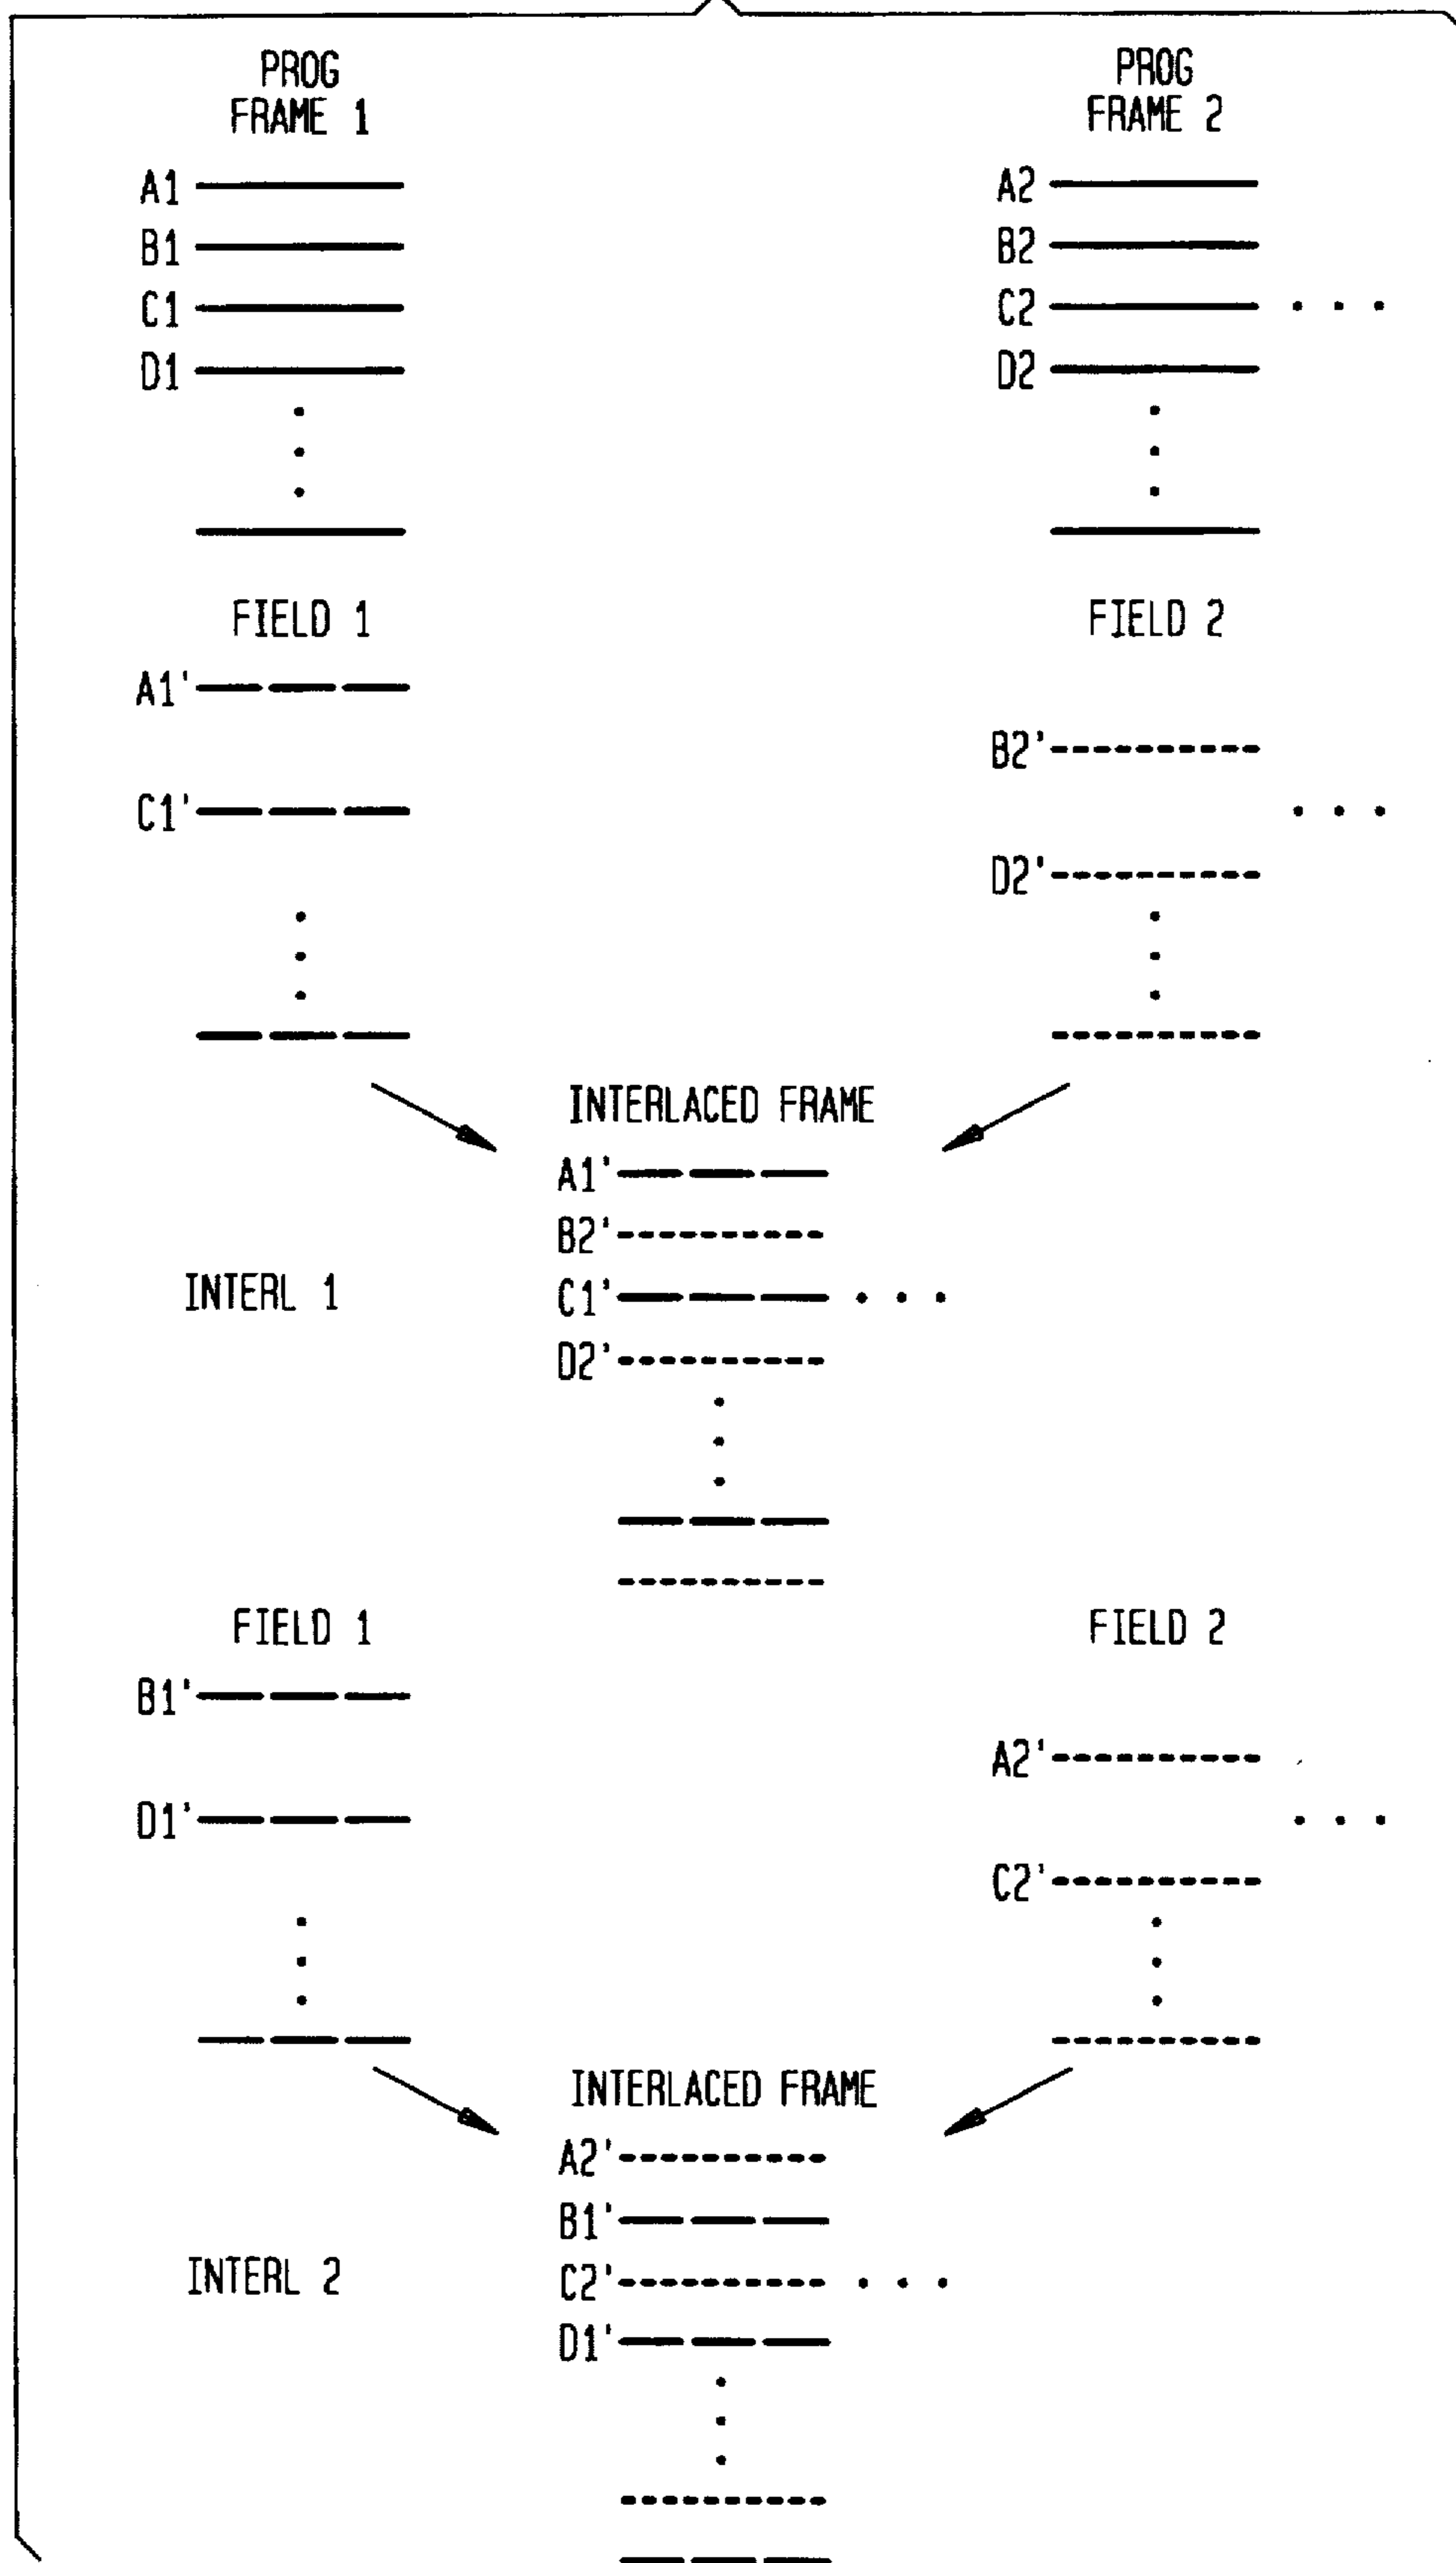 PROG
FRAME 1
A1
B1
C1
D1
PROG
FRAME 2
A2
B2
C2
D2
FIELD 1
A1'
C1'
FIELD 2
B2'
D2'
INTERLACED FRAME
INTERL 1
A1'
B2'
C1'
D2'
FIELD 1
B1'
D1'
FIELD 2
A2'
C2'
INTERLACED FRAME
INTERL 2
A2'
B1'
C2'
D1'